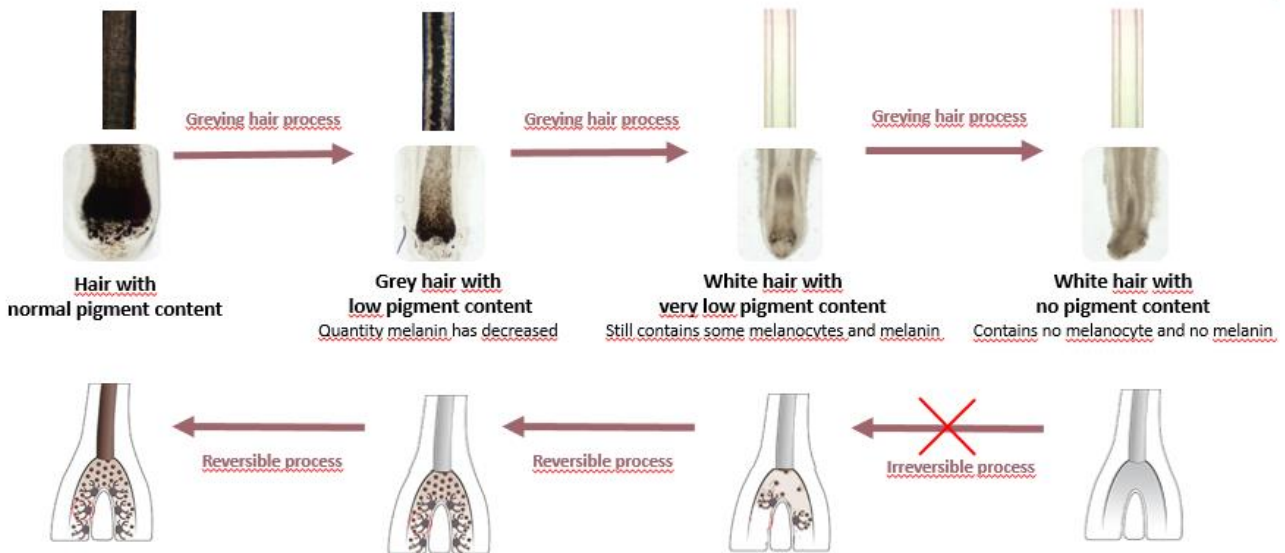 Greying hair process
Greying hair process
Greying hair process
Hair with
normal pigment content
Grey hair with
low pigment content
Quantity melanin has decreased
White hair with
very low pigment content
Still contains some melanocytes and melanin
White hair with
no pigment content
Contains no melanocyte and no melanin
Reversible process
Reversible process
Irreversible process